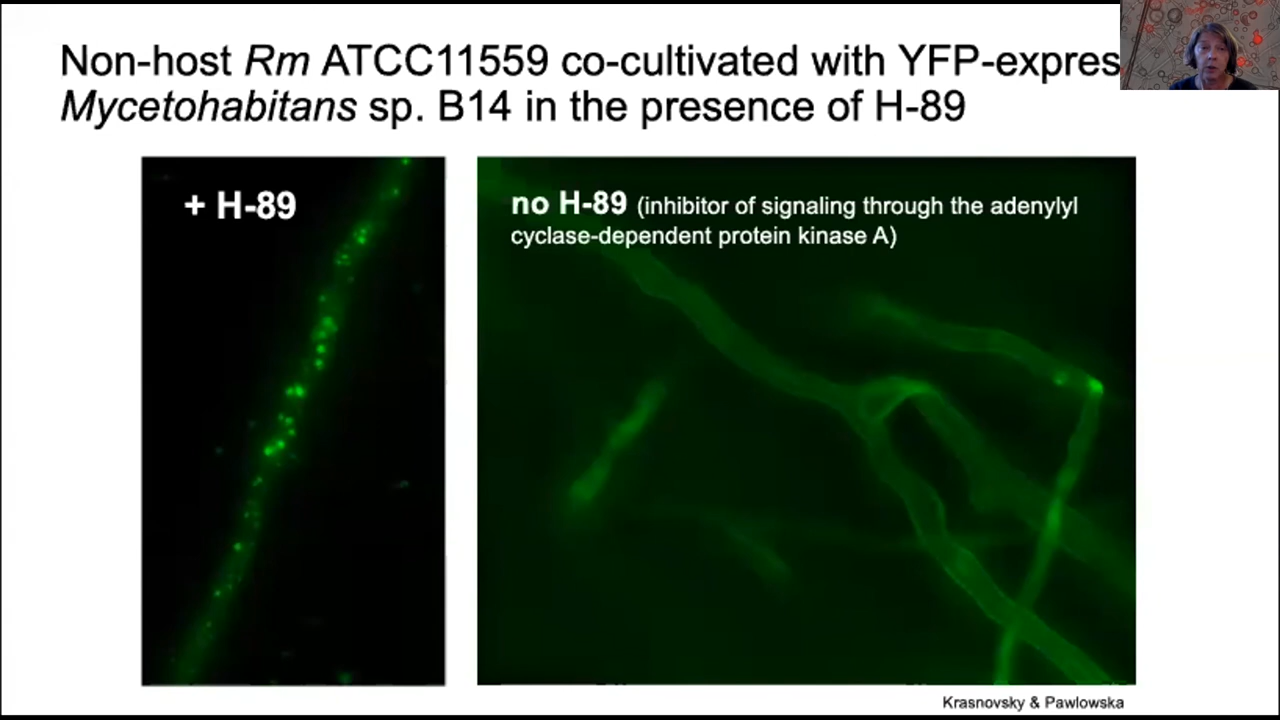 Non-host Rm ATCC11559 co-cultivated with YFP-expres
Mycetohabitans sp. B14 in the presence of H-89
+ H-89
no H-89 (inhibitor of signaling through the adenylyl
cyclase-dependent protein kinase A)
Krasnovsky & Pawlowska